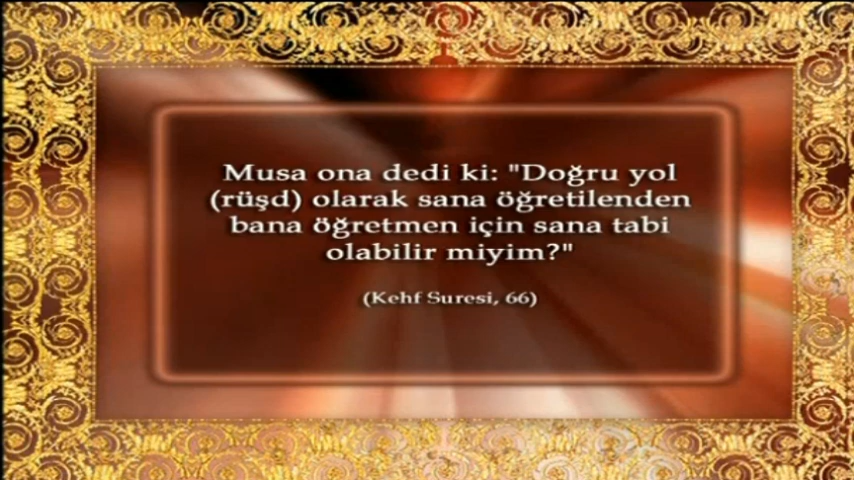 Musa ona dedi ki: "Doğru yol
(rüşd) olarak sana öğretilenden
bana öğretmen için sana tabi
olabilir miyim?"
(Kehf Suresi, 66)